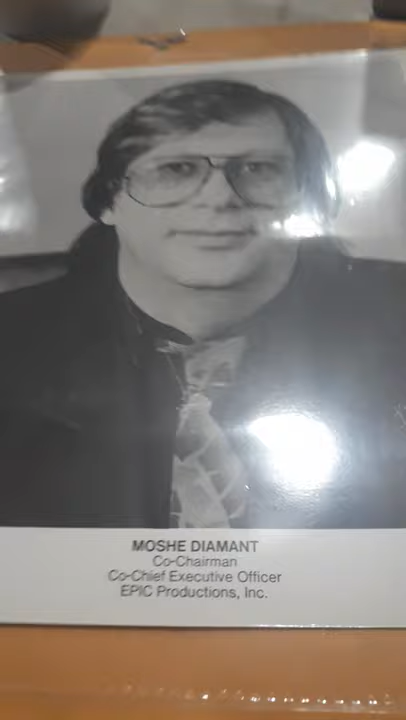 MOSHE DIAMANT
Co-Chairman
Co-Chief Executive Officer
EPIC Productions, Inc.